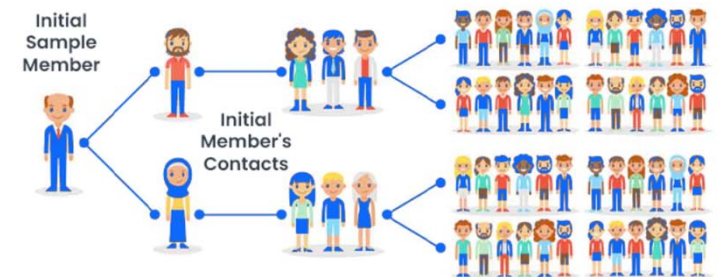 Initial
Sample
Member
Initial
Member's
Contacts